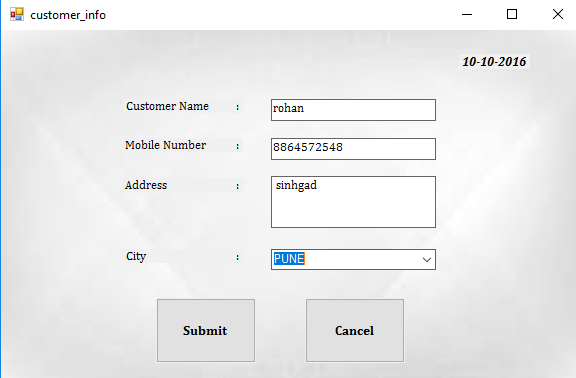 customer_info
10-10-2016
Customer Name : rohan
Mobile Number : 8864572548
Address : sinhgad
City : PUNE
Submit Cancel